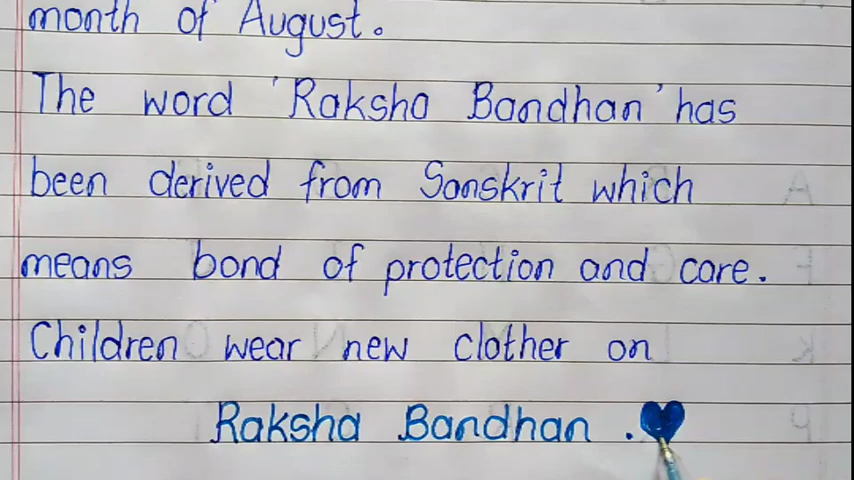 month of August.
The word 'Raksha Bandhan' has
been derived from Sanskrit which
means bond of protection and care.
Children wear new clother on
Raksha Bandhan .